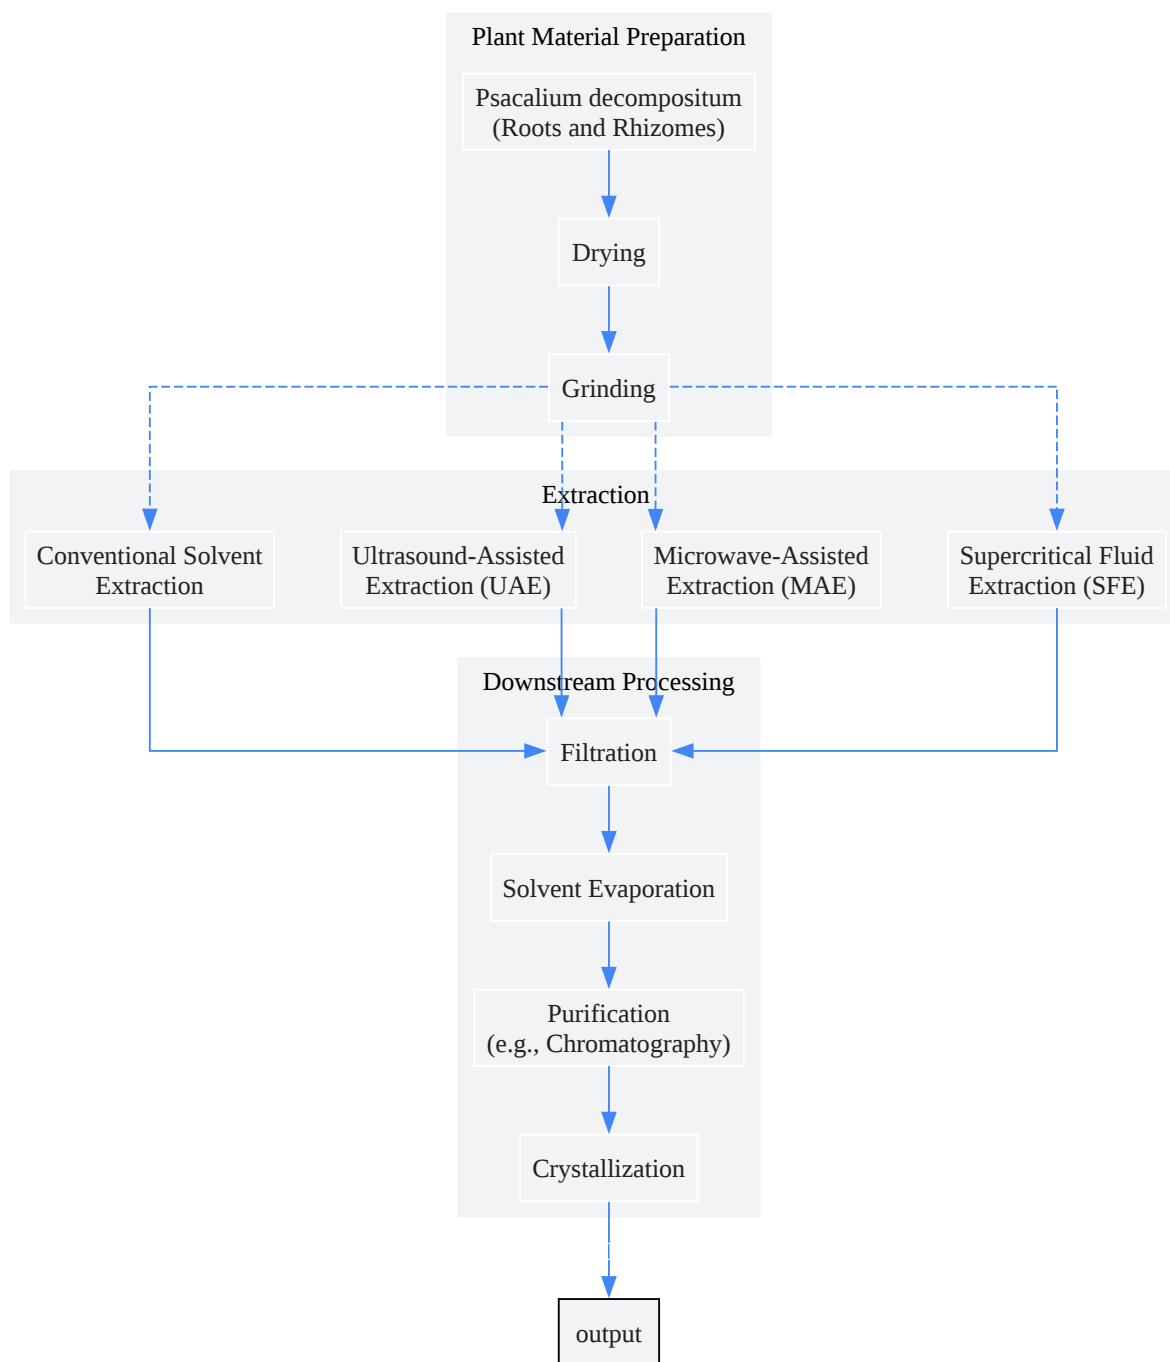 Plant Material Preparation
Psacalium decompositum
(Roots and Rhizomes)
Drying
Grinding
Extraction
Conventional Solvent
Extraction
Ultrasound-Assisted
Extraction (UAE)
Microwave-Assisted
Extraction (MAE)
Supercritical Fluid
Extraction (SFE)
Downstream Processing
Filtration
Solvent Evaporation
Purification
(e.g., Chromatography)
Crystallization
output